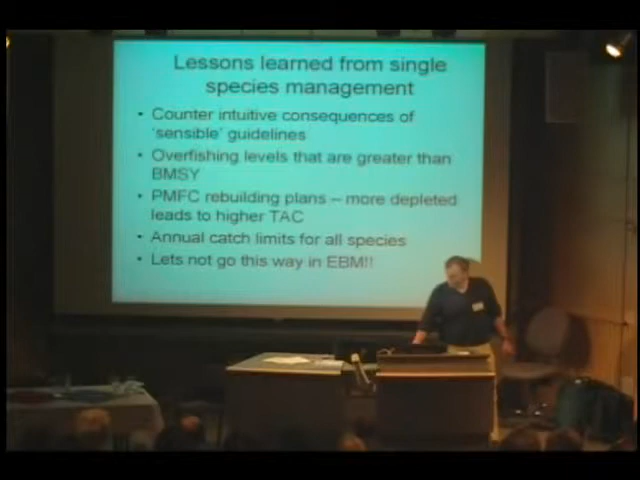 Lessons learned from single
species management
• Counter intuitive consequences of
'sensible' guidelines
• Overfishing levels that are greater than
BMSY
• PMFC rebuilding plans – more depleted
leads to higher TAC
• Annual catch limits for all species
• Lets not go this way in EBM!!